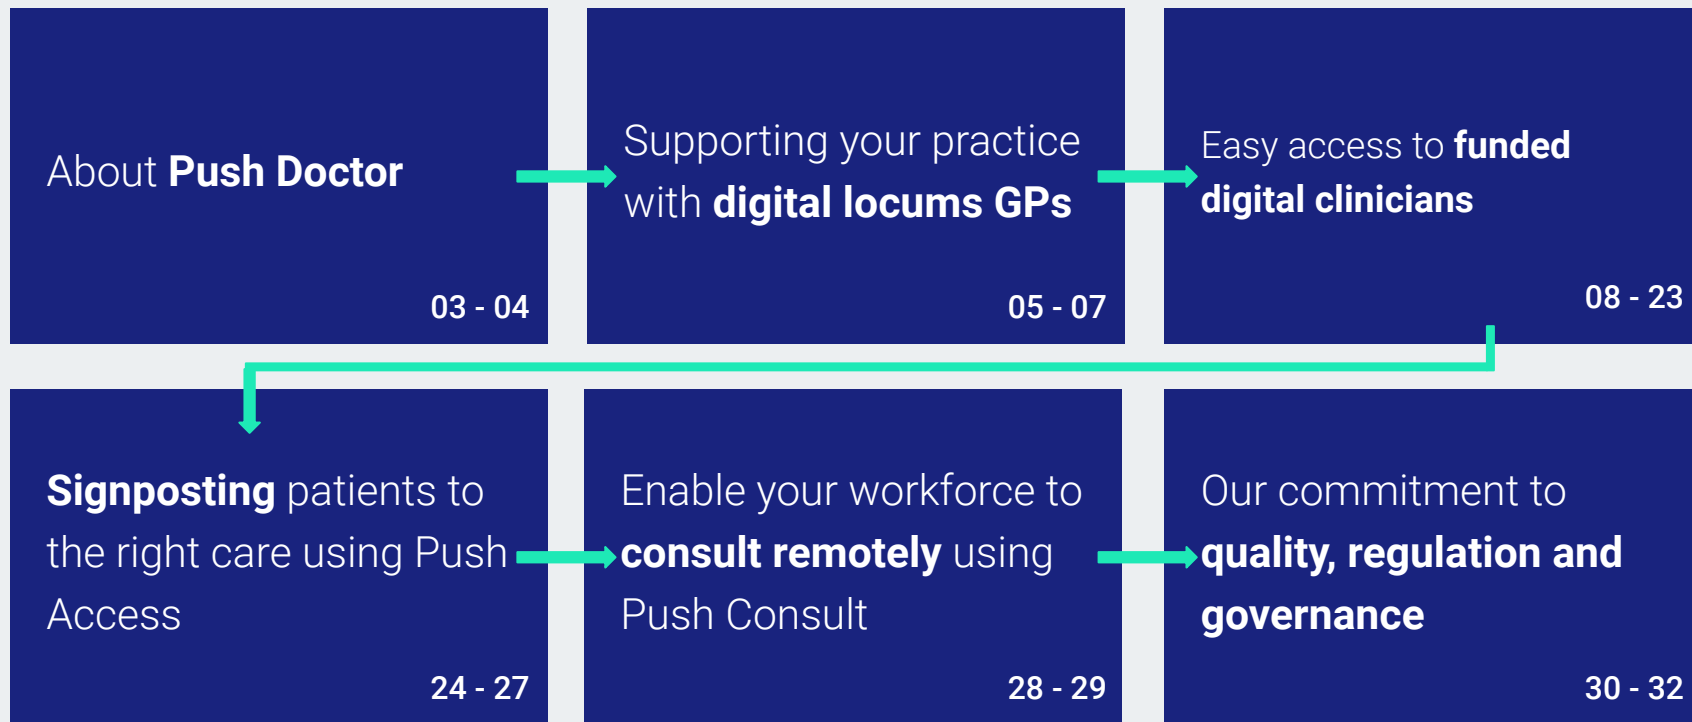 About Push Doctor
03 - 04
Supporting your practice
with digital locums GPs
05 - 07
Easy access to funded
digital clinicians
08 - 23
Signposting patients to
the right care using Push
Access
24 - 27
Enable your workforce to
consult remotely using
Push Consult
28 - 29
Our commitment to
quality, regulation and
governance
30 - 32